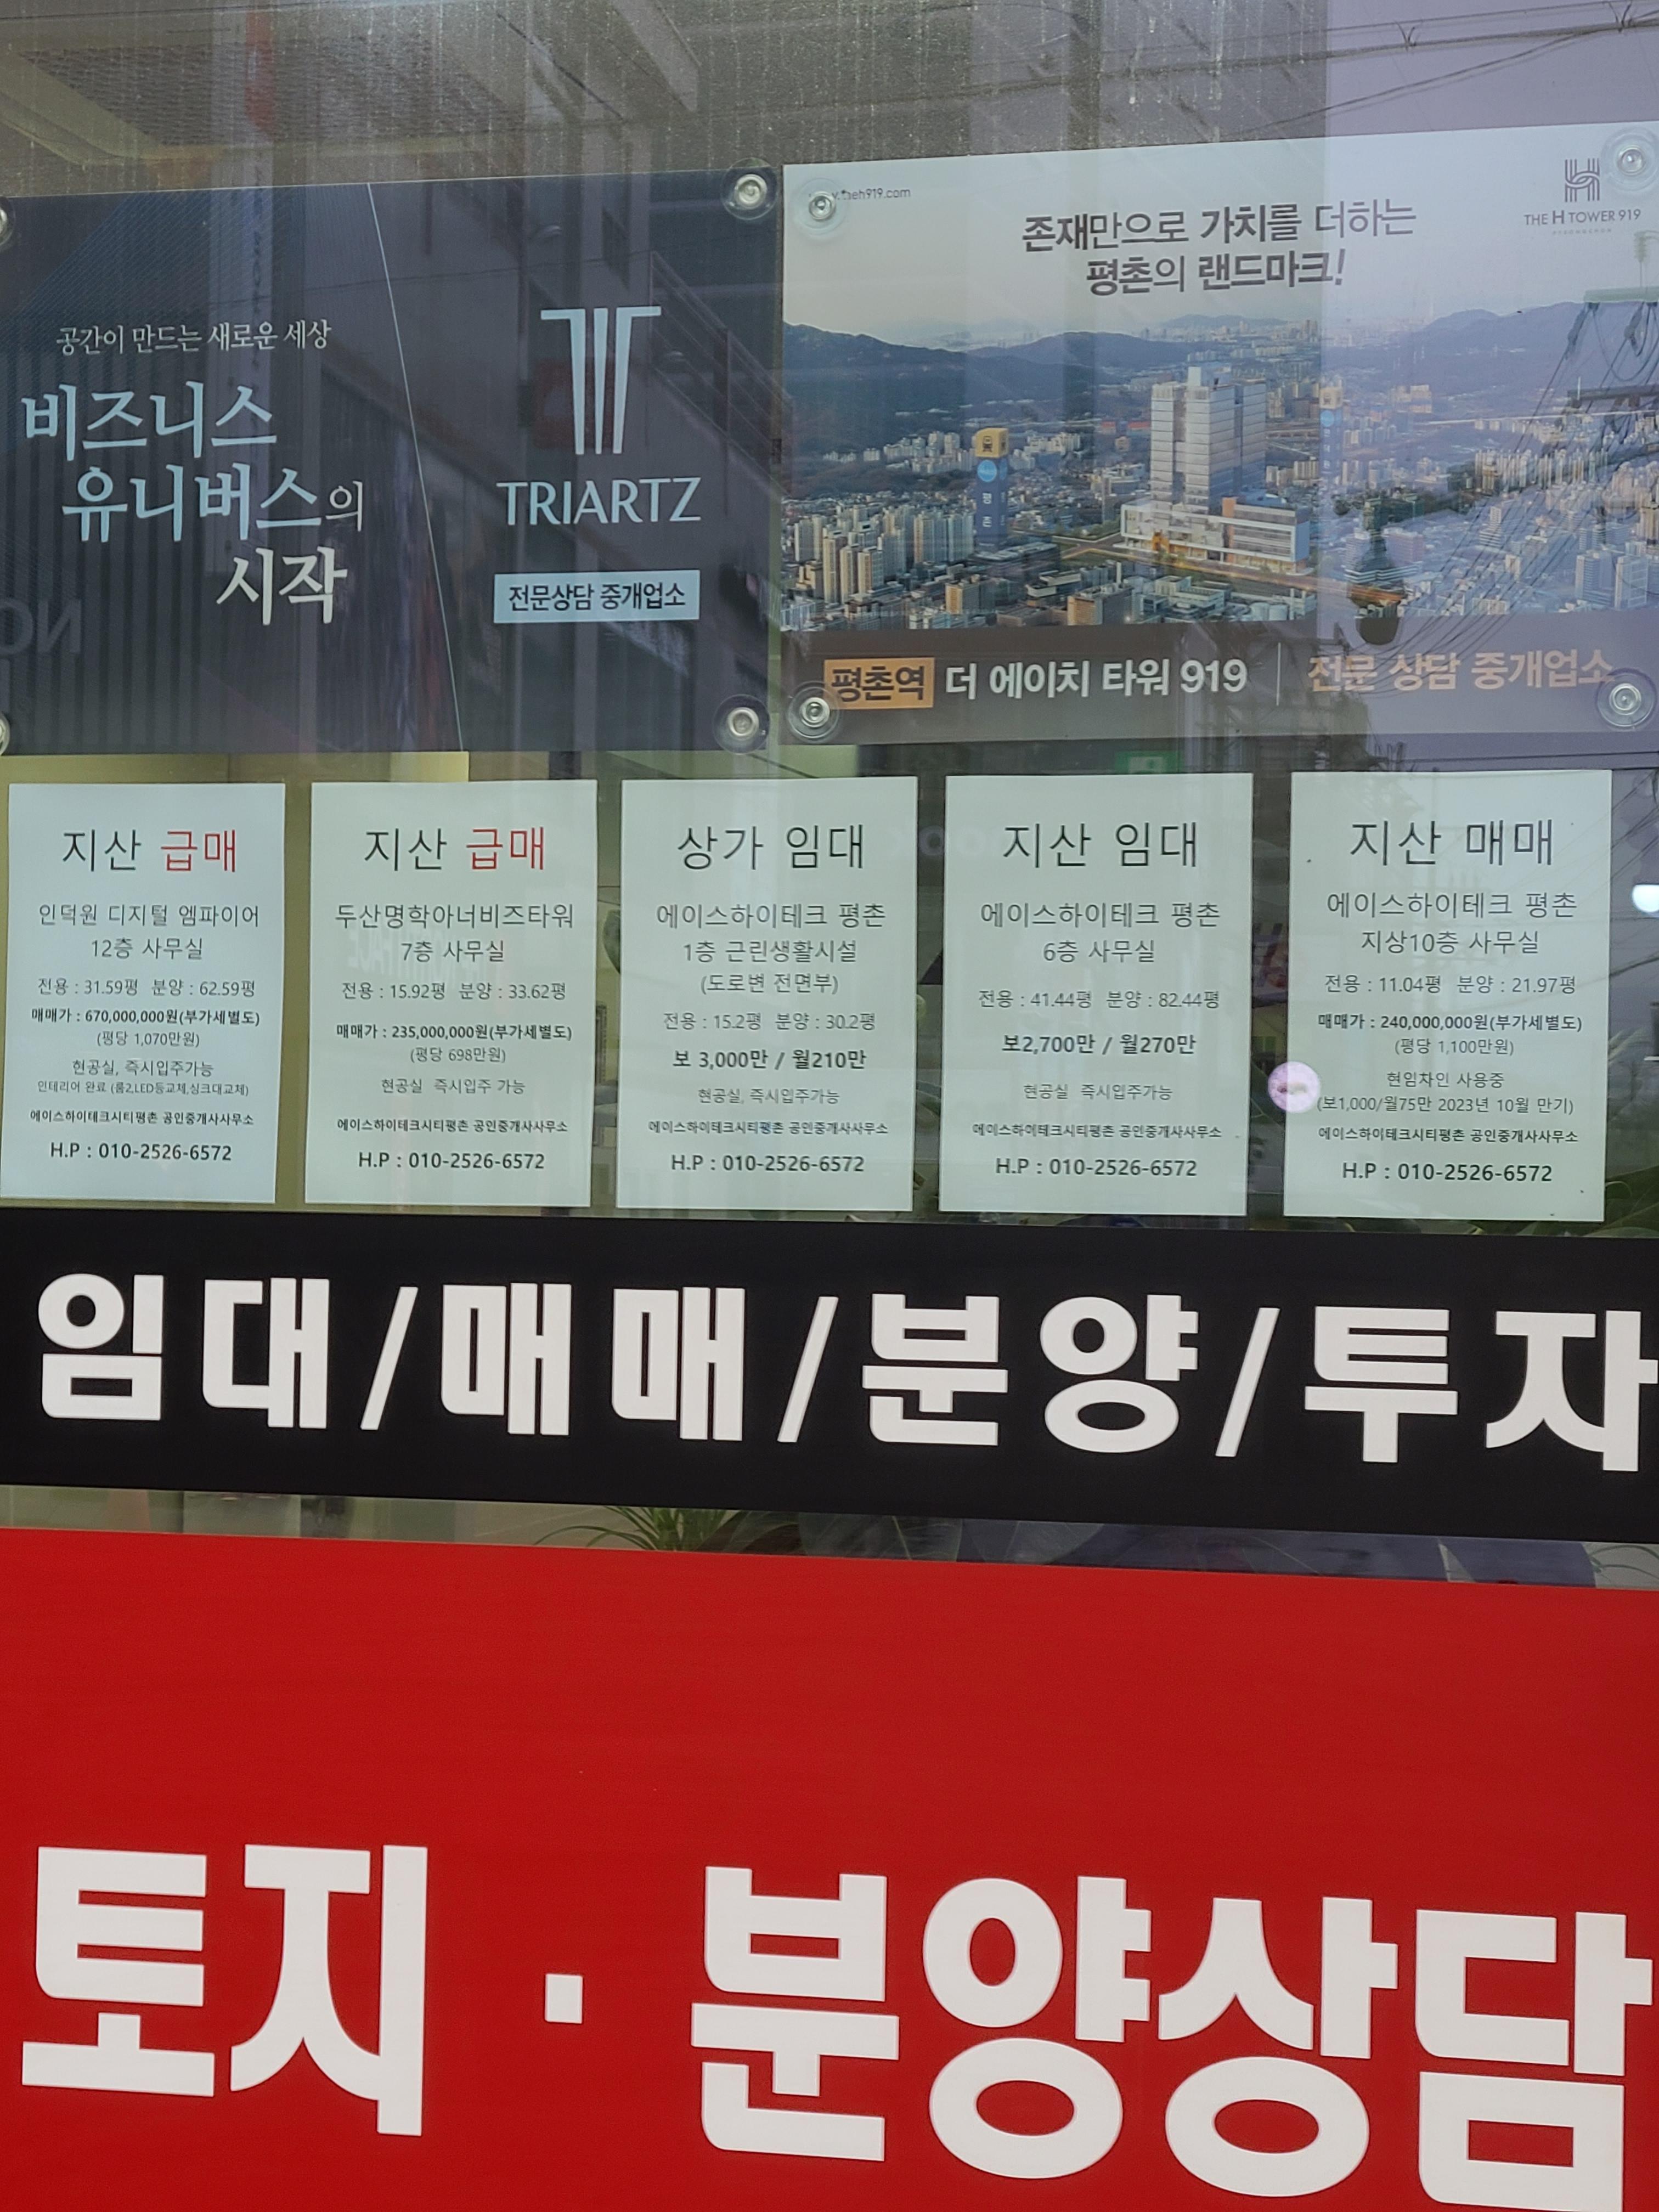 공간이 만드는 새로운 세상
비즈니스
유니버스의
시작
TRIARTZ
전문상담 중개업소
존재만으로 가치를 더하는
평촌의 랜드마크!
THE H TOWER 919
평촌
평촌역 더 에이치 타워 919 전문 상담 중개업소
지산 급매
인덕원 디지털 엠파이어
12층 사무실
전용 : 31.59평 분양 : 62.59평
매매가 : 670,000,000원(부가세별도)
(평당 1,070만원)
현공실, 즉시입주가능
인테리어 완료 (룸2,LED등교체,싱크대교체)
에이스하이테크시티평촌 공인중개사사무소
H.P : 010-2526-6572
지산 급매
두산명학아너비즈타워
7층 사무실
전용 : 15.92평 분양 : 33.62평
매매가 : 235,000,000원(부가세별도)
(평당 698만원)
현공실 즉시입주 가능
에이스하이테크시티평촌 공인중개사사무소
H.P : 010-2526-6572
상가 임대
에이스하이테크 평촌
1층 근린생활시설
(도로변 전면부)
전용 : 15.2평 분양 : 30.2평
보 3,000만 / 월210만
현공실, 즉시입주가능
에이스하이테크시티평촌 공인중개사사무소
H.P : 010-2526-6572
지산 임대
에이스하이테크 평촌
6층 사무실
전용 : 41.44평 분양 : 82.44평
보2,700만 / 월270만
현공실 즉시입주가능
에이스하이테크시티평촌 공인중개사사무소
H.P : 010-2526-6572
지산 매매
에이스하이테크 평촌
지상10층 사무실
전용 : 11.04평 분양 : 21.97평
매매가 : 240,000,000원(부가세별도)
(평당 1,100만원)
현임차인 사용중
(보1,000/월75만 2023년 10월 만기)
에이스하이테크시티평촌 공인중개사사무소
H.P : 010-2526-6572
임대/매매/분양/투자
토지 · 분양상담